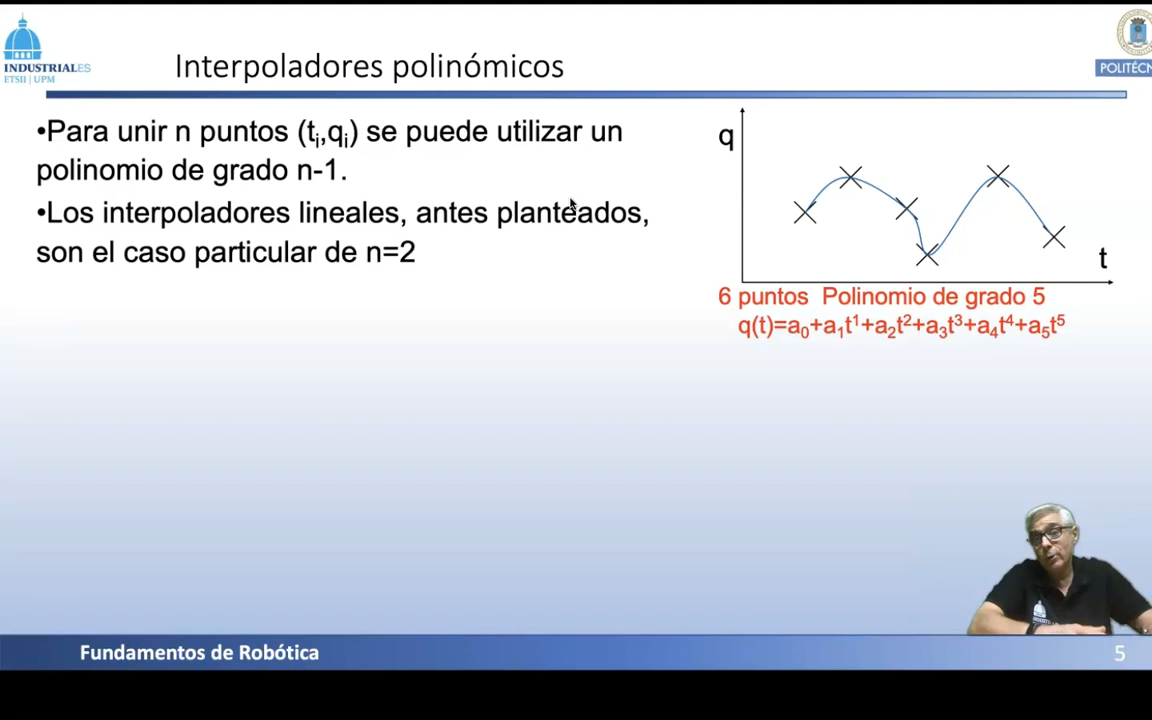 INDUSTRIALES
ETSII | UPM
Interpoladores polinómicos
POLITÉCN
•Para unir n puntos (tᵢ,qᵢ) se puede utilizar un
polinomio de grado n-1.
•Los interpoladores lineales, antes planteados,
son el caso particular de n=2
q
t
6 puntos Polinomio de grado 5
q(t)=a₀+a₁t¹+a₂t²+a₃t³+a₄t⁴+a₅t⁵
Fundamentos de Robótica
5